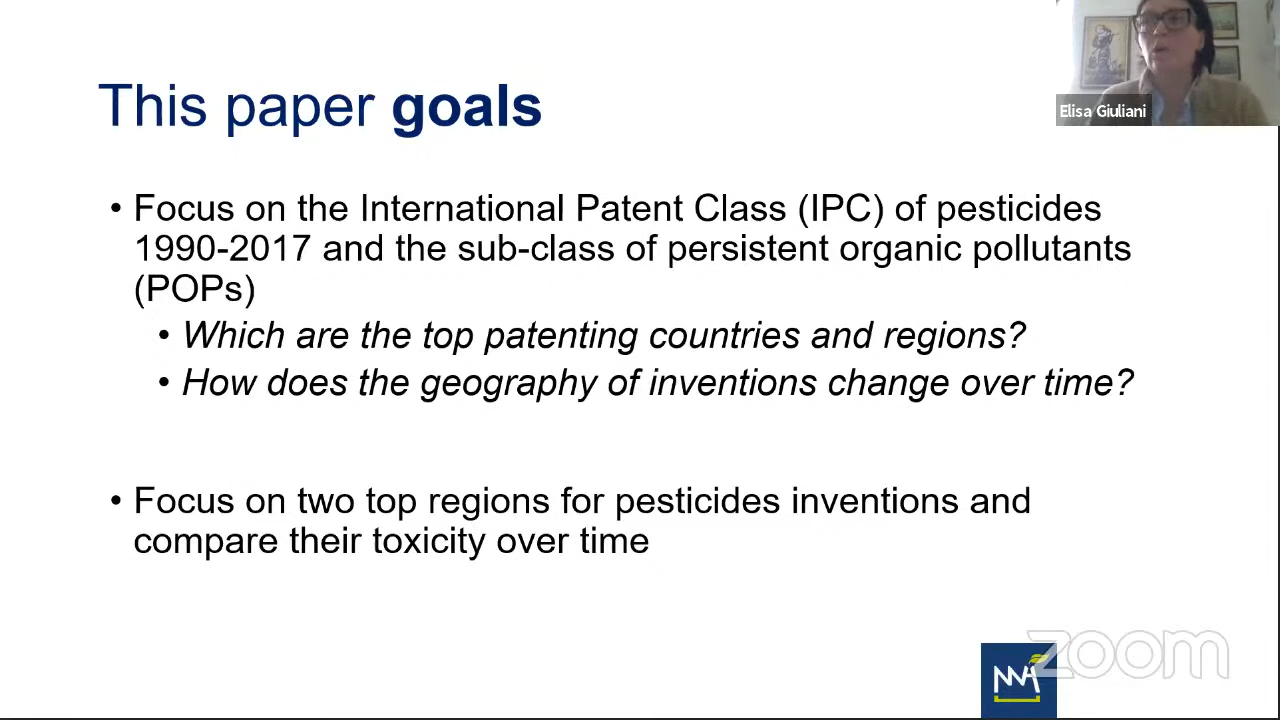 This paper goals
Elisa Giuliani
• Focus on the International Patent Class (IPC) of pesticides
1990-2017 and the sub-class of persistent organic pollutants
(POPs)
• Which are the top patenting countries and regions?
• How does the geography of inventions change over time?
• Focus on two top regions for pesticides inventions and
compare their toxicity over time
zoom